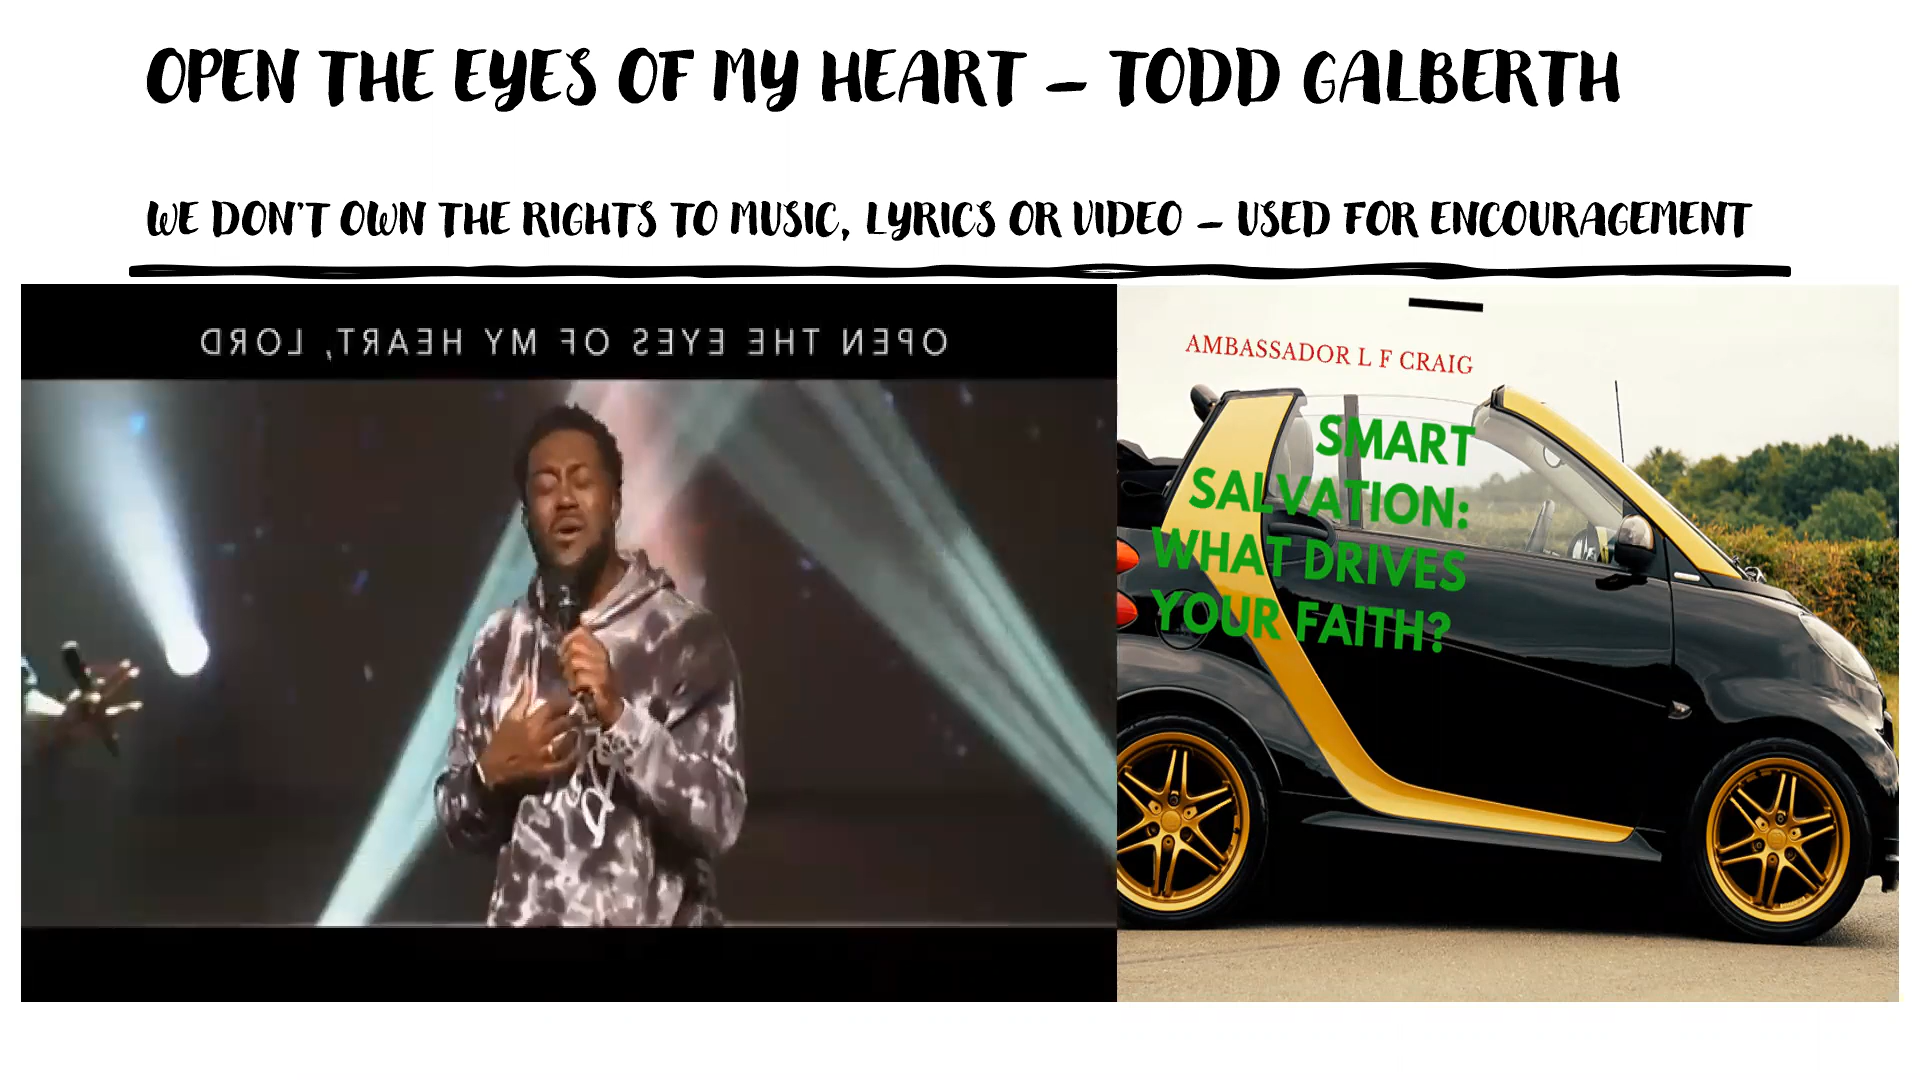 OPEN THE EYES OF MY HEART – TODD GALBERTH
WE DON'T OWN THE RIGHTS TO MUSIC, LYRICS OR VIDEO – USED FOR ENCOURAGEMENT
OPEN THE EYES OF MY HEART, LORD
AMBASSADOR L F CRAIG
SMART
SALVATION:
WHAT DRIVES
YOUR FAITH?